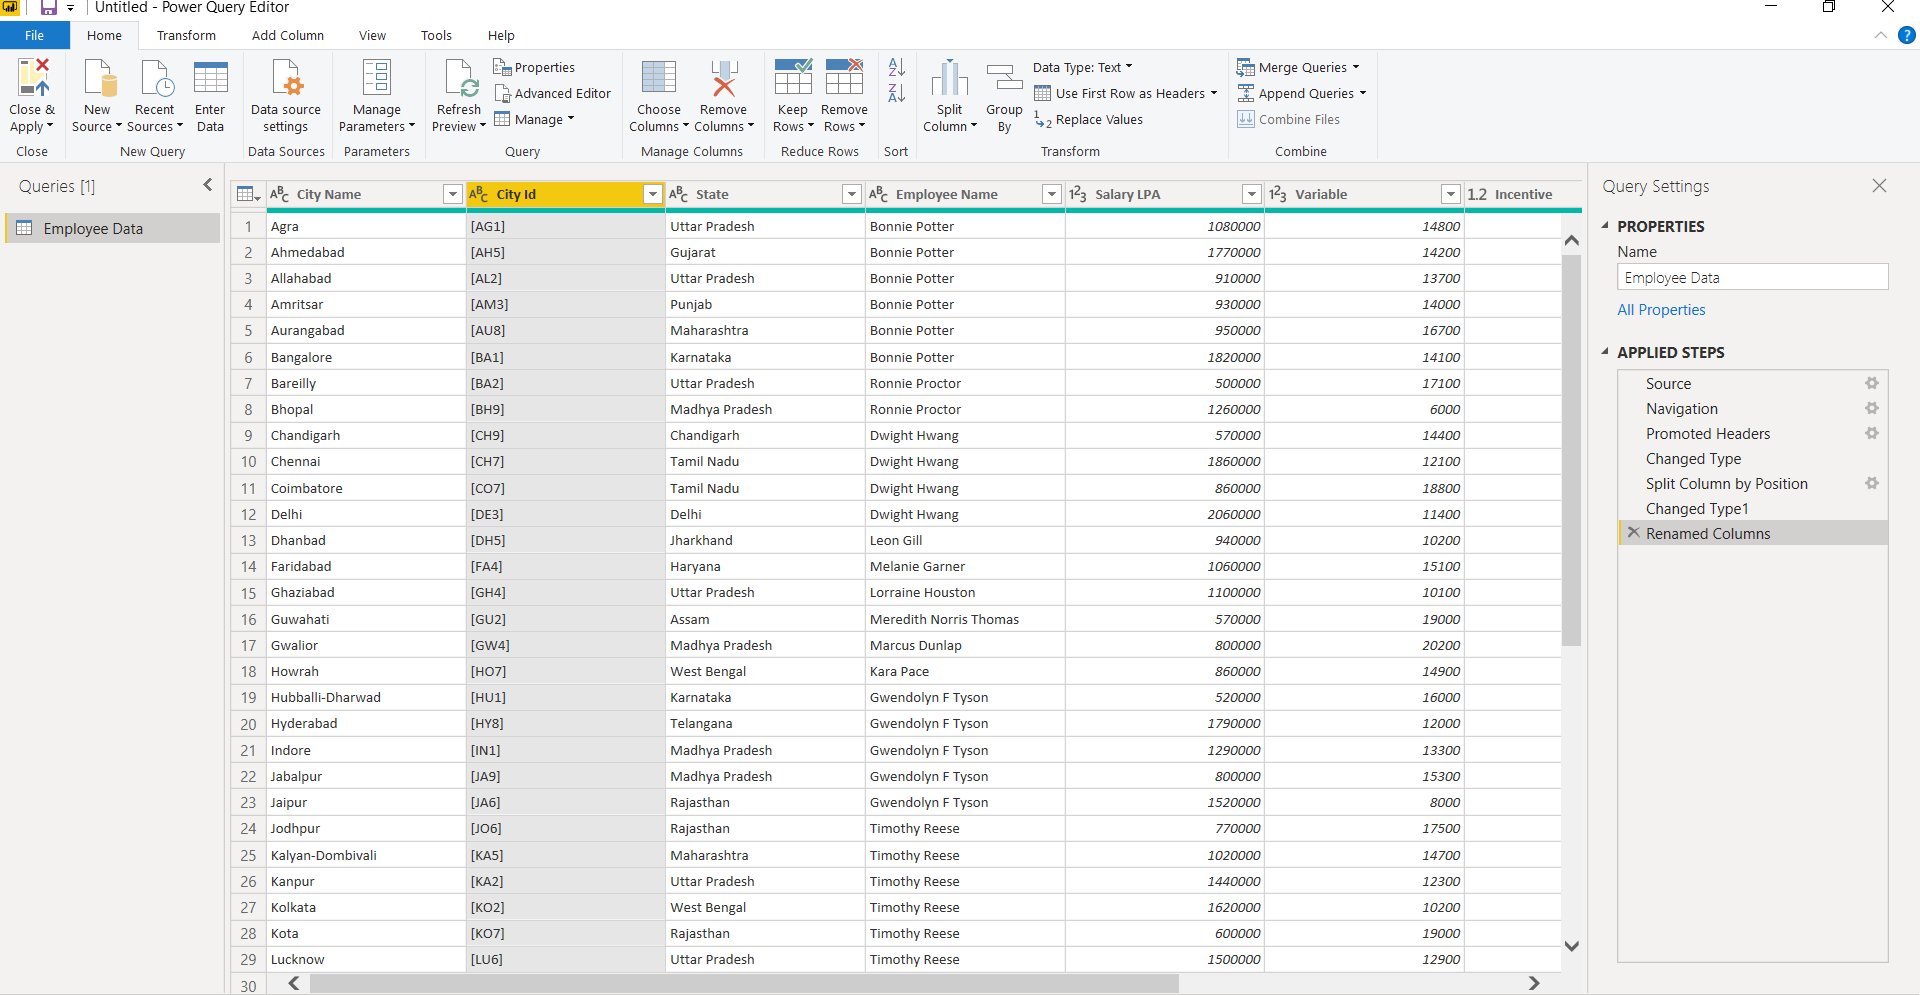 Untitled - Power Query Editor
File Home Transform Add Column View Tools Help
Close & Apply
New Source
Recent Sources
Enter Data
Data source settings
Manage Parameters
Refresh Preview
Properties
Advanced Editor
Manage
Choose Columns
Remove Columns
Keep Rows
Remove Rows
Split Column
Group By
Data Type: Text
Use First Row as Headers
Replace Values
Merge Queries
Append Queries
Combine Files
Close New Query Data Sources Parameters Query Manage Columns Reduce Rows Sort Transform Combine
Queries [1]
Employee Data
City Name City Id State Employee Name Salary LPA Variable 1.2 Incentive
1 Agra [AG1] Uttar Pradesh Bonnie Potter 1080000 14800
2 Ahmedabad [AH5] Gujarat Bonnie Potter 1770000 14200
3 Allahabad [AL2] Uttar Pradesh Bonnie Potter 910000 13700
4 Amritsar [AM3] Punjab Bonnie Potter 930000 14000
5 Aurangabad [AU8] Maharashtra Bonnie Potter 950000 16700
6 Bangalore [BA1] Karnataka Bonnie Potter 1820000 14100
7 Bareilly [BA2] Uttar Pradesh Ronnie Proctor 500000 17100
8 Bhopal [BH9] Madhya Pradesh Ronnie Proctor 1260000 6000
9 Chandigarh [CH9] Chandigarh Dwight Hwang 570000 14400
10 Chennai [CH7] Tamil Nadu Dwight Hwang 1860000 12100
11 Coimbatore [CO7] Tamil Nadu Dwight Hwang 860000 18800
12 Delhi [DE3] Delhi Dwight Hwang 2060000 11400
13 Dhanbad [DH5] Jharkhand Leon Gill 940000 10200
14 Faridabad [FA4] Haryana Melanie Garner 1060000 15100
15 Ghaziabad [GH4] Uttar Pradesh Lorraine Houston 1100000 10100
16 Guwahati [GU2] Assam Meredith Norris Thomas 570000 19000
17 Gwalior [GW4] Madhya Pradesh Marcus Dunlap 800000 20200
18 Howrah [HO7] West Bengal Kara Pace 860000 14900
19 Hubballi-Dharwad [HU1] Karnataka Gwendolyn F Tyson 520000 16000
20 Hyderabad [HY8] Telangana Gwendolyn F Tyson 1790000 12000
21 Indore [IN1] Madhya Pradesh Gwendolyn F Tyson 1290000 13300
22 Jabalpur [JA9] Madhya Pradesh Gwendolyn F Tyson 800000 15300
23 Jaipur [JA6] Rajasthan Gwendolyn F Tyson 1520000 8000
24 Jodhpur [JO6] Rajasthan Timothy Reese 770000 17500
25 Kalyan-Dombivali [KA5] Maharashtra Timothy Reese 1020000 14700
26 Kanpur [KA2] Uttar Pradesh Timothy Reese 1440000 12300
27 Kolkata [KO2] West Bengal Timothy Reese 1620000 10200
28 Kota [KO7] Rajasthan Timothy Reese 600000 19000
29 Lucknow [LU6] Uttar Pradesh Timothy Reese 1500000 12900
30
Query Settings
PROPERTIES
Name
Employee Data
All Properties
APPLIED STEPS
Source
Navigation
Promoted Headers
Changed Type
Split Column by Position
Changed Type1
Renamed Columns